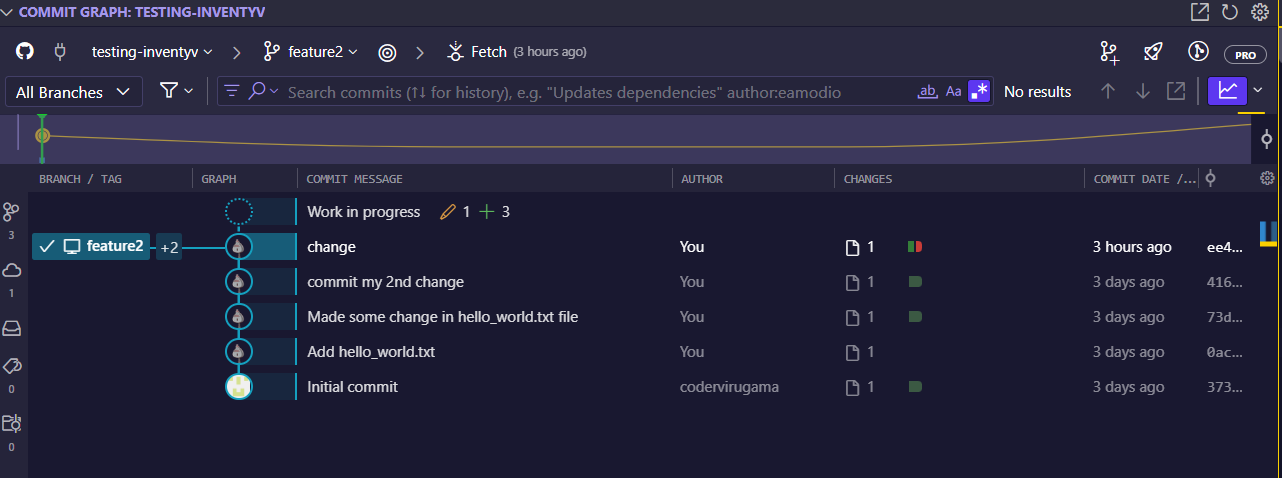 COMMIT GRAPH: TESTING-INVENTYV
testing-inventyv feature2 Fetch (3 hours ago) PRO
All Branches Search commits (↑↓ for history), e.g. "Updates dependencies" author:eamodio ab Aa No results
BRANCH / TAG GRAPH COMMIT MESSAGE AUTHOR CHANGES COMMIT DATE /...
Work in progress 1 3
3
feature2 +2 change You 1 3 hours ago ee4...
commit my 2nd change You 1 3 days ago 416...
1
Made some change in hello_world.txt file You 1 3 days ago 73d...
Add hello_world.txt You 1 3 days ago 0ac...
Initial commit codervirugama 1 3 days ago 373...
0
0